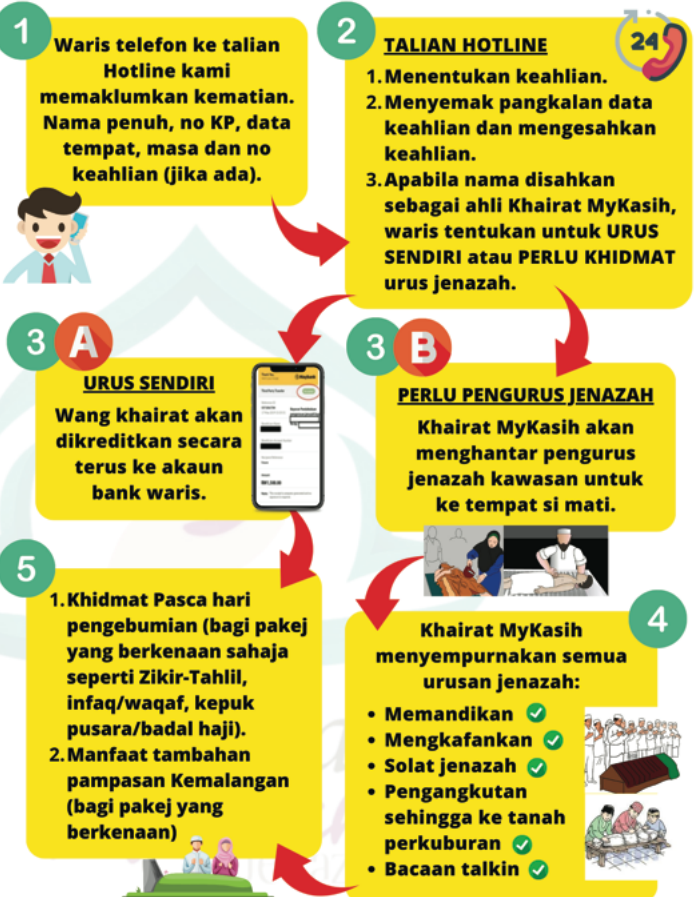 1
Waris telefon ke talian
Hotline kami
memaklumkan kematian.
Nama penuh, no KP, data
tempat, masa dan no
keahlian (jika ada).
2
TALIAN HOTLINE
24
1. Menentukan keahlian.
2. Menyemak pangkalan data
keahlian dan mengesahkan
keahlian.
3. Apabila nama disahkan
sebagai ahli Khairat MyKasih,
waris tentukan untuk URUS
SENDIRI atau PERLU KHIDMAT
urus jenazah.
3 A
URUS SENDIRI
Wang khairat akan
dikreditkan secara
terus ke akaun
bank waris.
3 B
PERLU PENGURUS JENAZAH
Khairat MyKasih akan
menghantar pengurus
jenazah kawasan untuk
ke tempat si mati.
4
Khairat MyKasih
menyempurnakan semua
urusan jenazah:
• Memandikan
• Mengkafankan
• Solat jenazah
• Pengangkutan
sehingga ke tanah
perkuburan
• Bacaan talkin
5
1. Khidmat Pasca hari
pengebumian (bagi pakej
yang berkenaan sahaja
seperti Zikir-Tahlil,
infaq/waqaf, kepuk
pusara/badal haji).
2. Manfaat tambahan
pampasan Kemalangan
(bagi pakej yang
berkenaan)